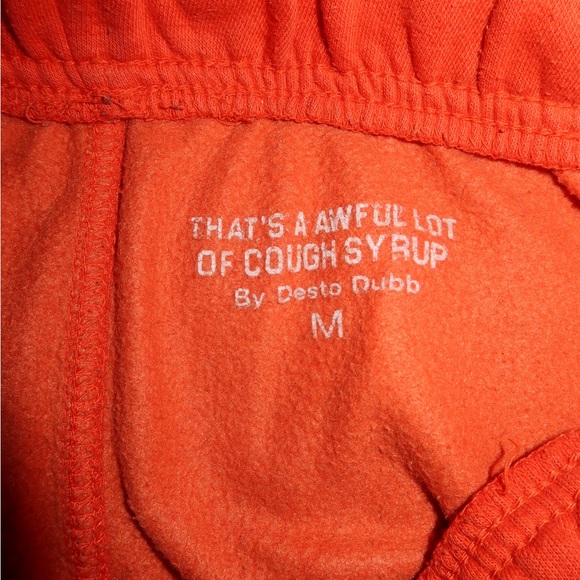 THAT'S A AWFUL LOT
OF COUGH SYRUP
By Desto Dubb
M